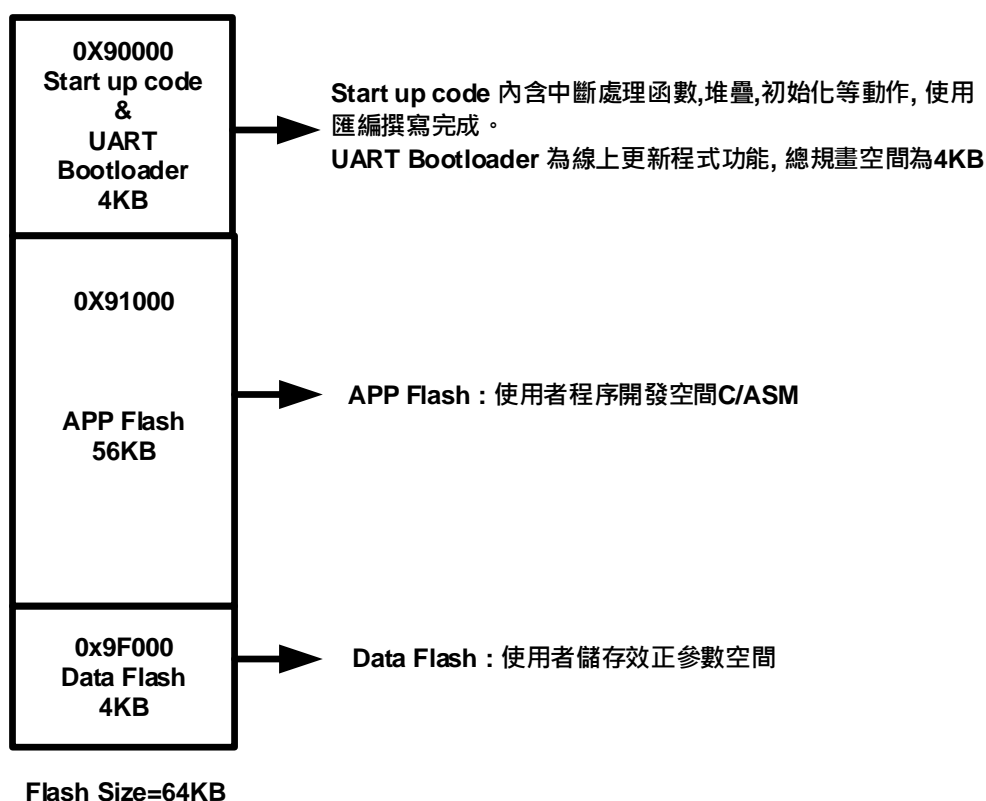 0X90000
Start up code
&
UART
Bootloader
4KB
Start up code 內含中斷處理函數,堆疊,初始化等動作, 使用
匯編撰寫完成。
UART Bootloader 為線上更新程式功能, 總規畫空間為4KB
0X91000
APP Flash
56KB
APP Flash : 使用者程序開發空間C/ASM
0x9F000
Data Flash
4KB
Data Flash : 使用者儲存效正參數空間
Flash Size=64KB